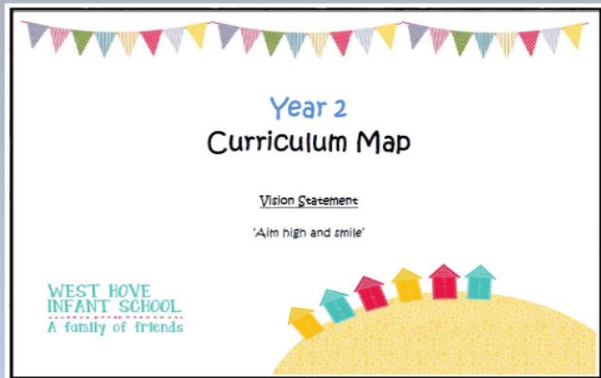 Year 2
Curriculum Map
Vision Statement
'Aim high and smile'
WEST HOVE
INFANT SCHOOL
A family of friends